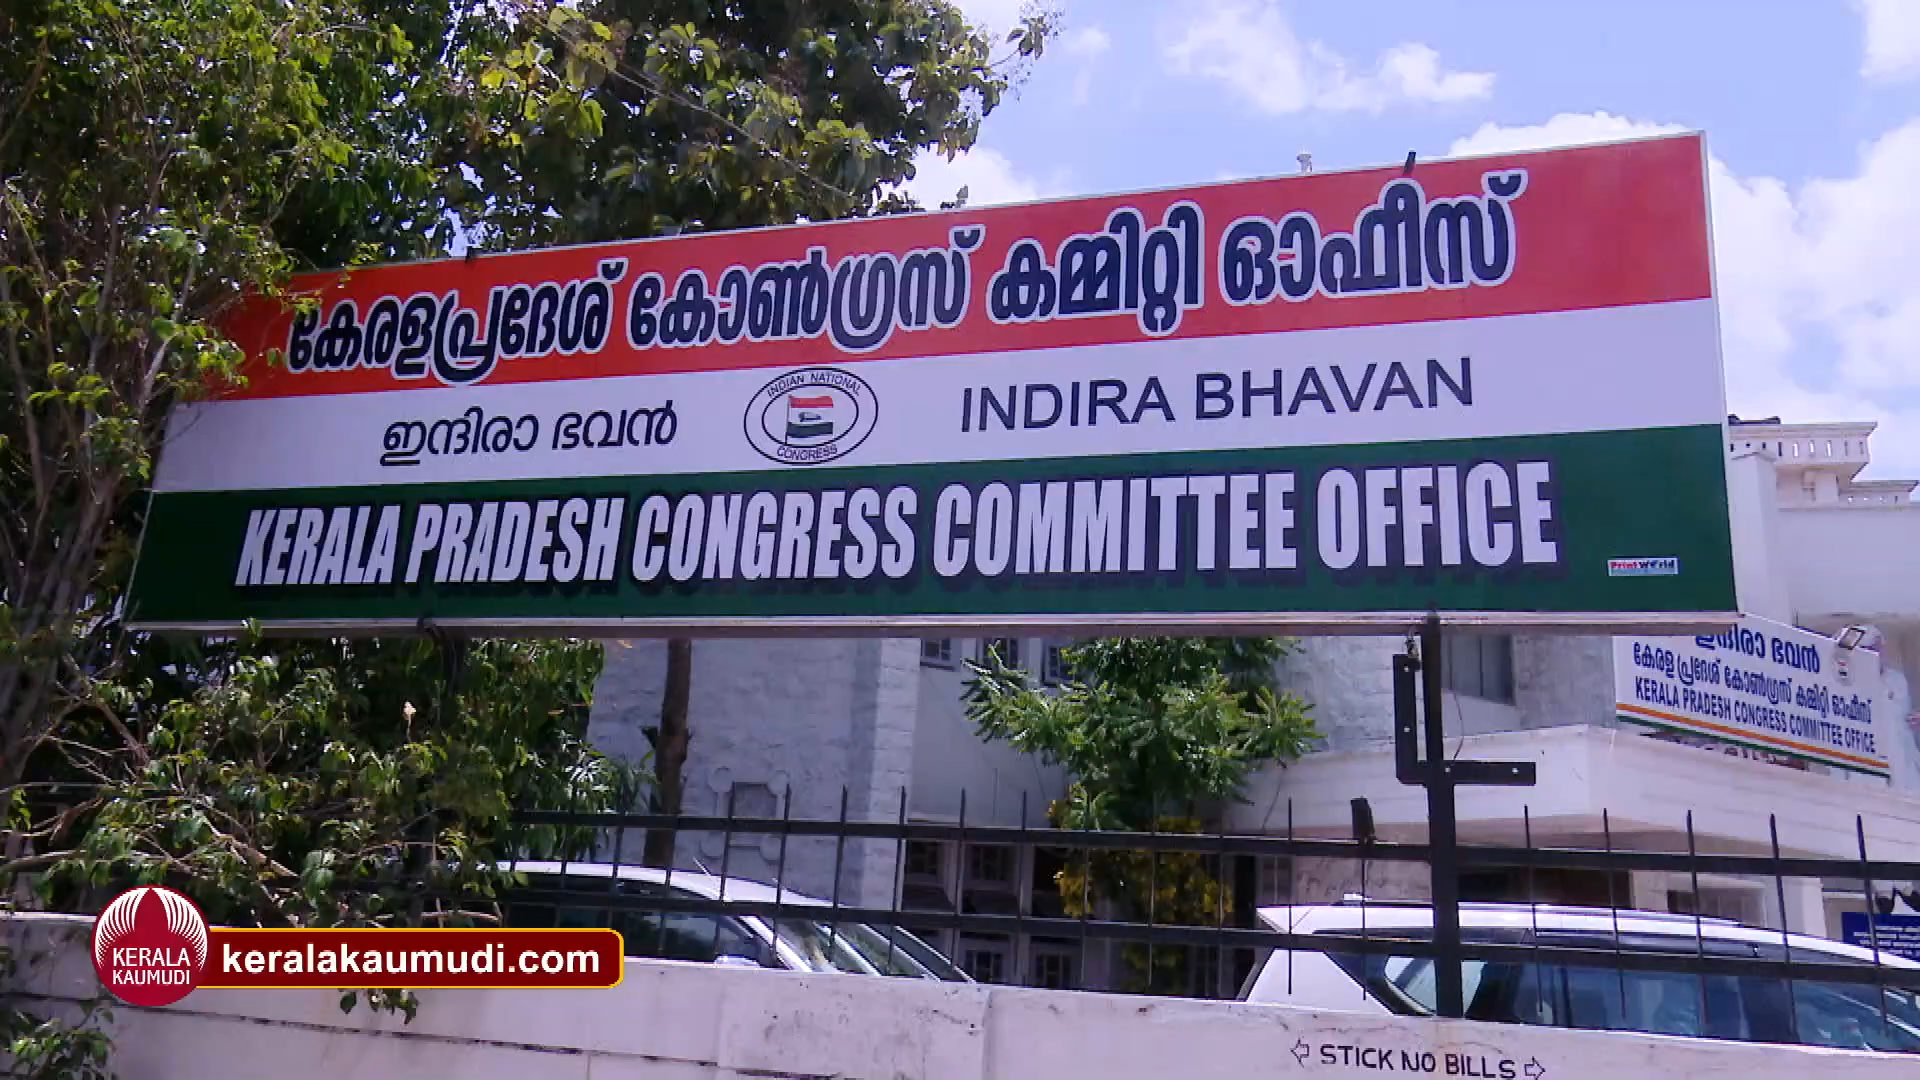 കേരളപ്രദേശ് കോൺഗ്രസ് കമ്മിറ്റി ഓഫീസ്
ഇന്ദിരാ ഭവൻ
INDIAN NATIONAL
CONGRESS
INDIRA BHAVAN
KERALA PRADESH CONGRESS COMMITTEE OFFICE
Print World
ഇന്ദിരാ ഭവൻ
കേരള പ്രദേശ് കോൺഗ്രസ് കമ്മിറ്റി ഓഫീസ്
KERALA PRADESH CONGRESS COMMITTEE OFFICE
KERALA
KAUMUDI
keralakaumudi.com
STICK NO BILLS